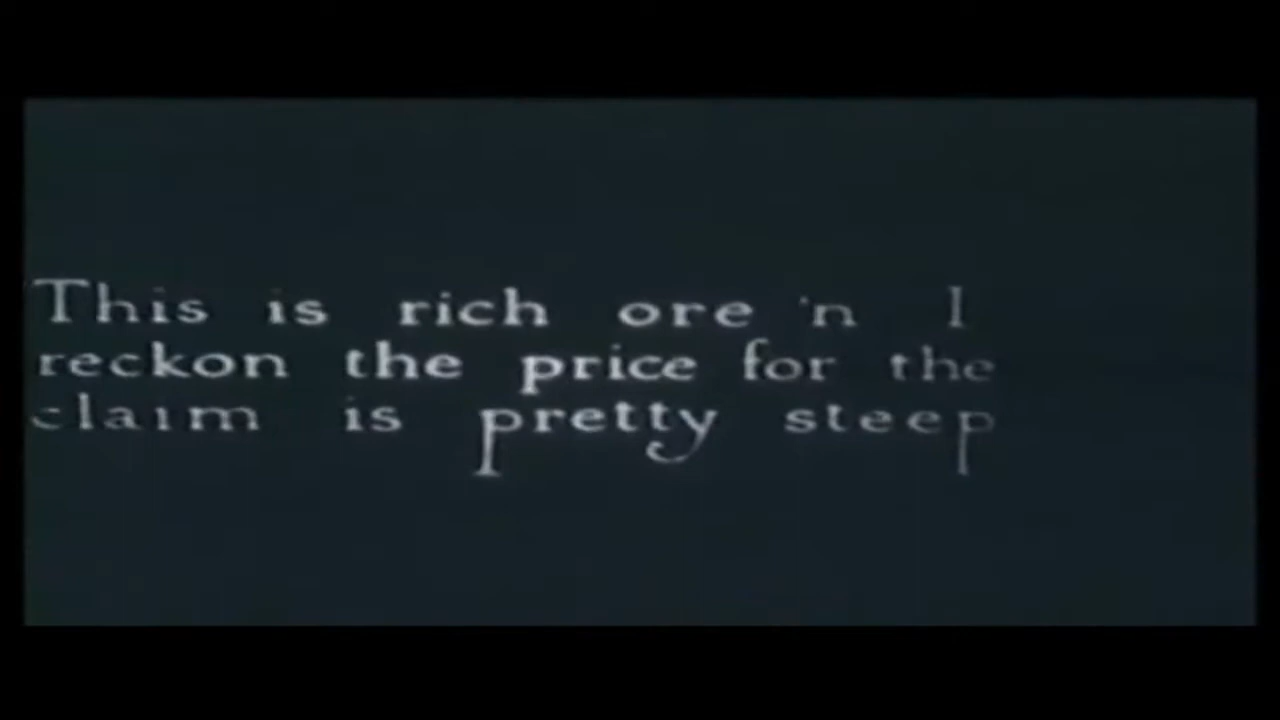 This is rich ore 'n I
reckon the price for the
claim is pretty steep